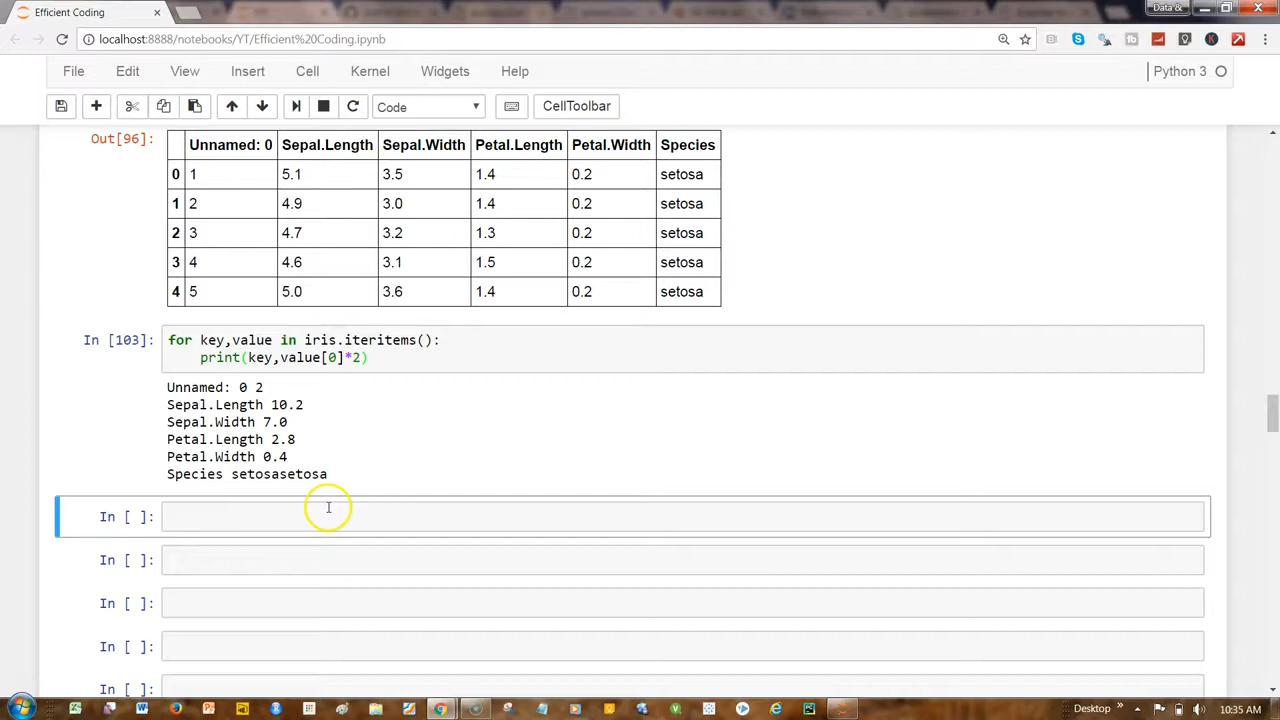 Efficient Coding
Data &
localhost:8888/notebooks/YT/Efficient%20Coding.ipynb
File Edit View Insert Cell Kernel Widgets Help
Python 3
Code CellToolbar
Out[96]:
Unnamed: 0 Sepal.Length Sepal.Width Petal.Length Petal.Width Species
0 1 5.1 3.5 1.4 0.2 setosa
1 2 4.9 3.0 1.4 0.2 setosa
2 3 4.7 3.2 1.3 0.2 setosa
3 4 4.6 3.1 1.5 0.2 setosa
4 5 5.0 3.6 1.4 0.2 setosa
In [103]: for key,value in iris.iteritems():
print(key,value[0]*2)
Unnamed: 0 2
Sepal.Length 10.2
Sepal.Width 7.0
Petal.Length 2.8
Petal.Width 0.4
Species setosasetosa
In [ ]:
In [ ]:
In [ ]:
In [ ]:
In [ ]:
Desktop 10:35 AM